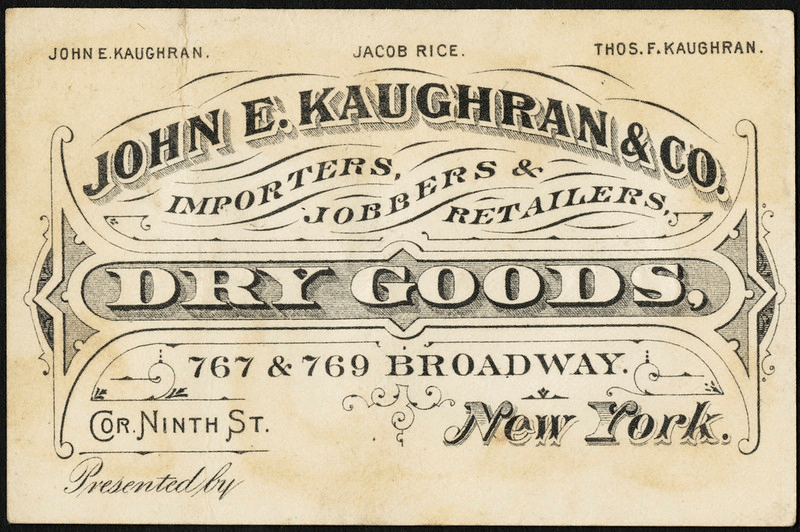 JOHN E. KAUGHRAN.
JACOB RICE.
THOS. F. KAUGHRAN.
JOHN E. KAUGHRAN & CO.
IMPORTERS,
JOBBERS &
RETAILERS,
DRY GOODS,
767 & 769 BROADWAY.
COR. NINTH ST.
New York.
Presented by